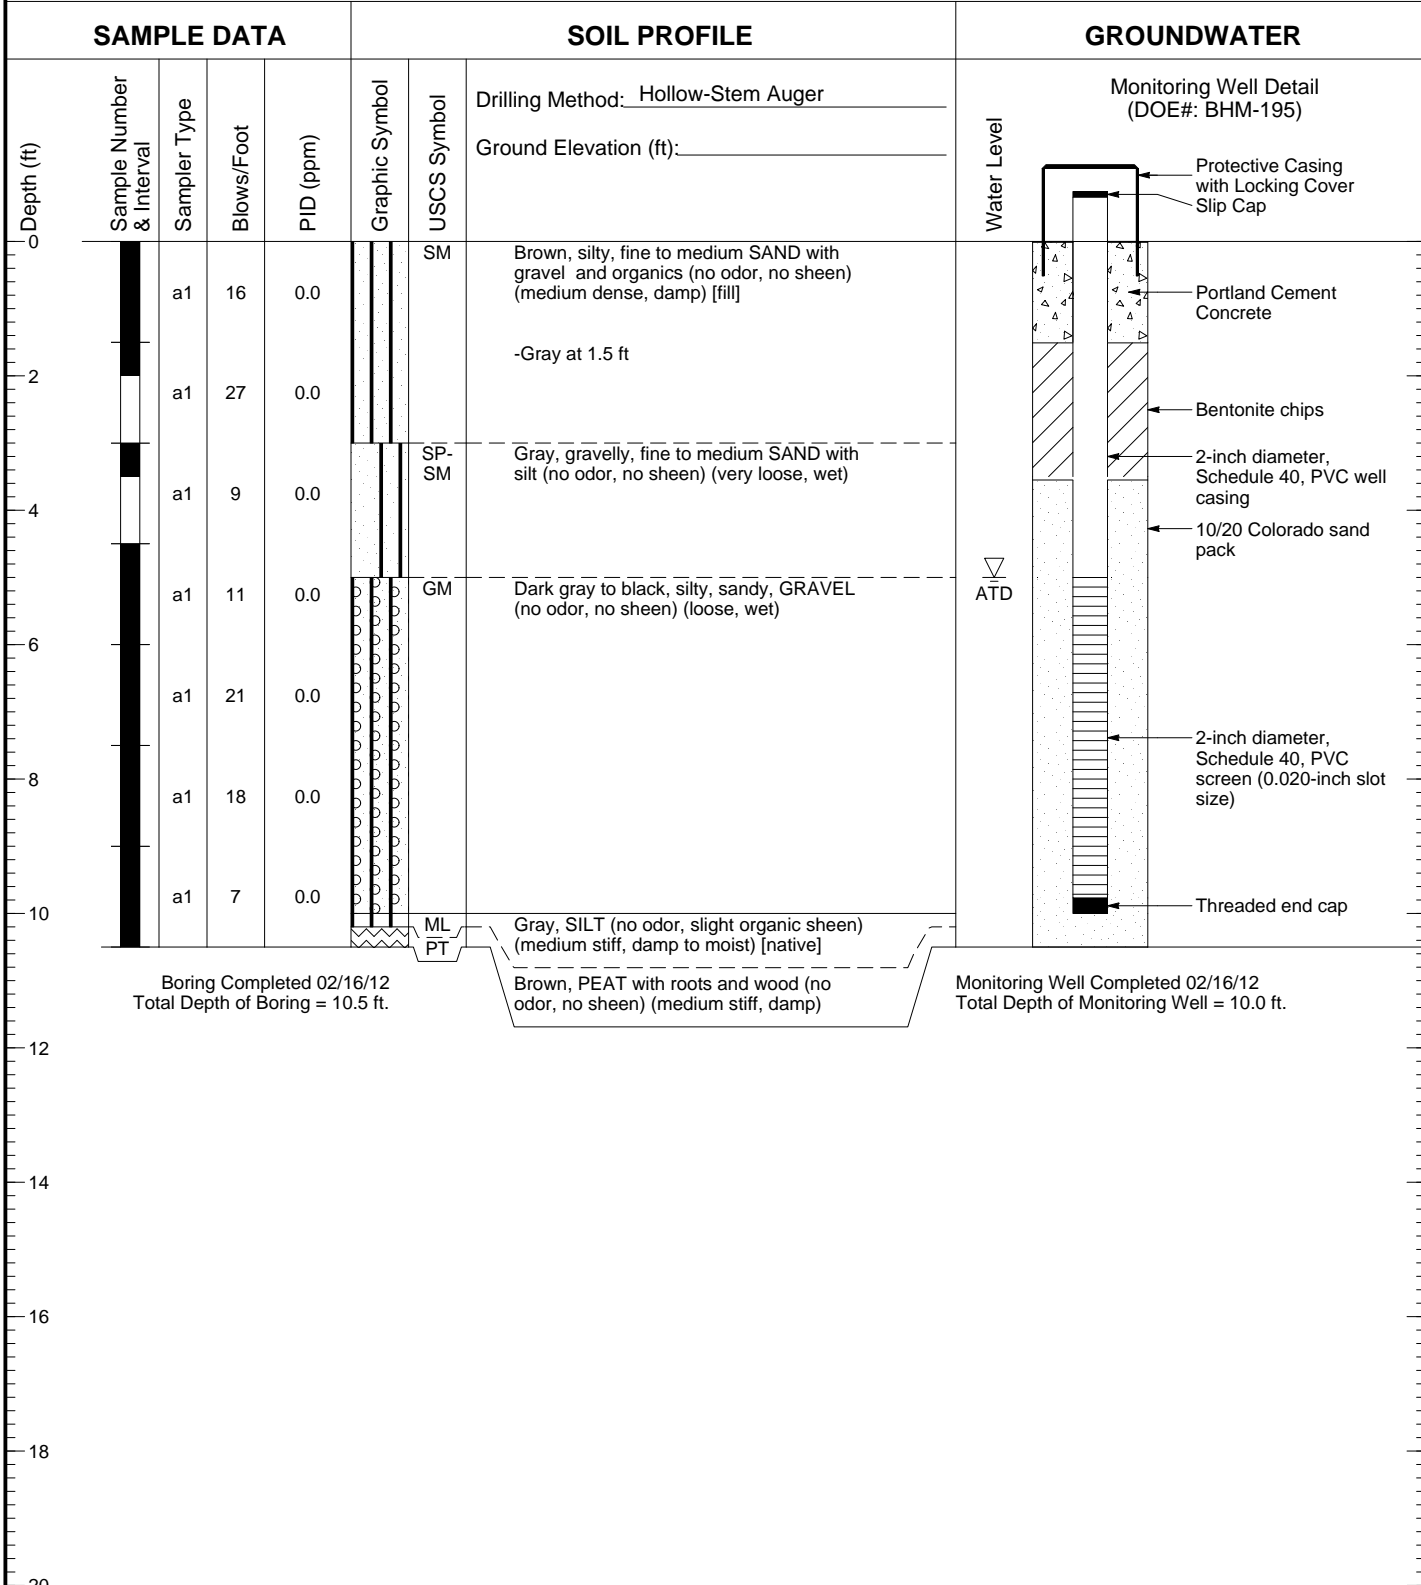 SAMPLE DATA
SOIL PROFILE
GROUNDWATER
Depth (ft)
Sample Number
& Interval
Sampler Type
Blows/Foot
PID (ppm)
Graphic Symbol
USCS Symbol
Drilling Method: Hollow-Stem Auger
Ground Elevation (ft):
Water Level
Monitoring Well Detail
(DOE#: BHM-195)
Protective Casing
with Locking Cover
Slip Cap
0
SM
Brown, silty, fine to medium SAND with
gravel and organics (no odor, no sheen)
(medium dense, damp) [fill]
a1 16 0.0
Portland Cement
Concrete
-Gray at 1.5 ft
2
a1 27 0.0
Bentonite chips
SP-
SM
Gray, gravelly, fine to medium SAND with
silt (no odor, no sheen) (very loose, wet)
2-inch diameter,
Schedule 40, PVC well
casing
a1 9 0.0
4
10/20 Colorado sand
pack
ATD
GM
Dark gray to black, silty, sandy, GRAVEL
(no odor, no sheen) (loose, wet)
a1 11 0.0
6
a1 21 0.0
2-inch diameter,
Schedule 40, PVC
screen (0.020-inch slot
size)
8
a1 18 0.0
a1 7 0.0
Threaded end cap
10
ML
Gray, SILT (no odor, slight organic sheen)
(medium stiff, damp to moist) [native]
PT
Brown, PEAT with roots and wood (no
odor, no sheen) (medium stiff, damp)
Boring Completed 02/16/12
Total Depth of Boring = 10.5 ft.
Monitoring Well Completed 02/16/12
Total Depth of Monitoring Well = 10.0 ft.
12
14
16
18
20